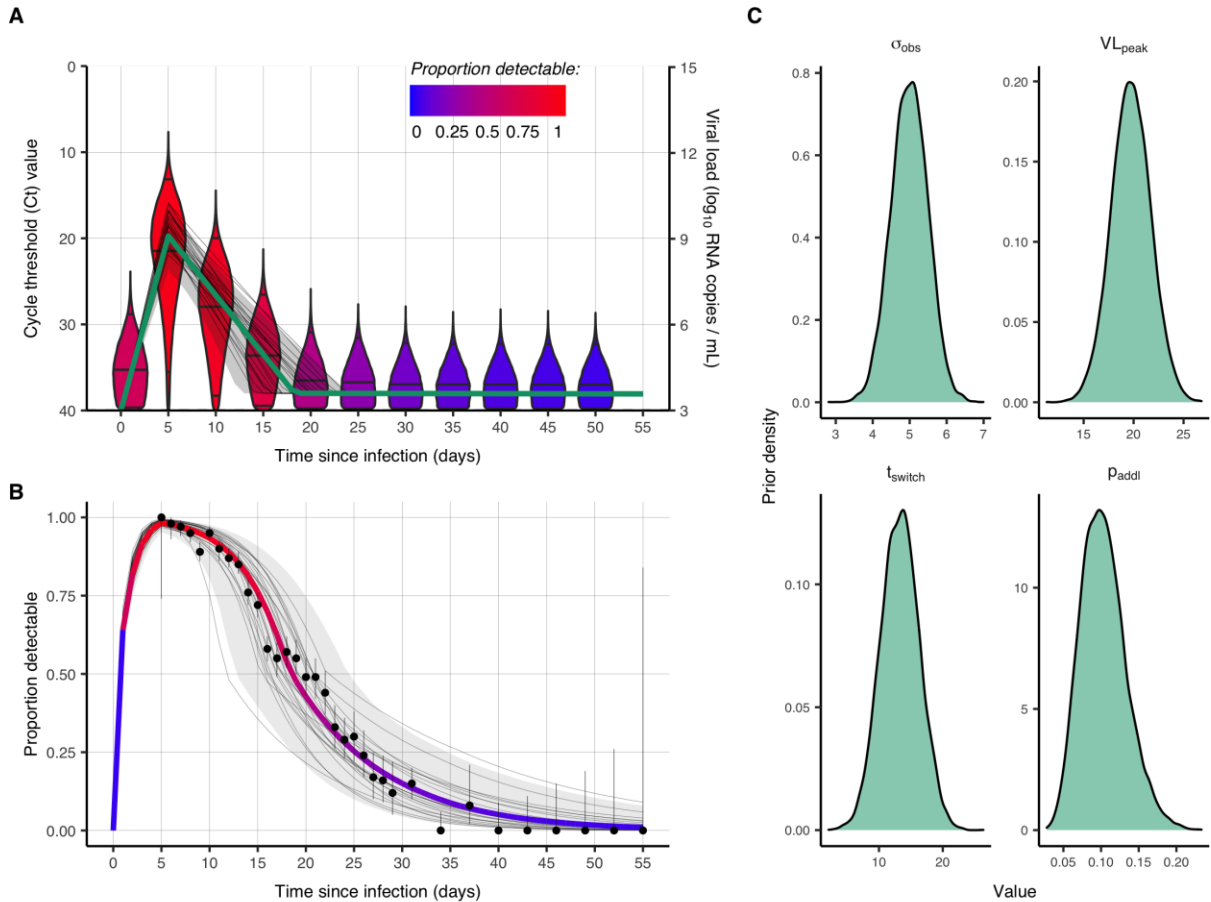 A
Proportion detectable:
0 0.25 0.5 0.75 1
0
10
20
30
40
Cycle threshold (Ct) value
15
12
9
6
3
Viral load (log10 RNA copies / mL)
0 5 10 15 20 25 30 35 40 45 50 55
Time since infection (days)
B
1.00
0.75
0.50
0.25
0.00
Proportion detectable
0 5 10 15 20 25 30 35 40 45 50 55
Time since infection (days)
C
Prior density
σobs
0.8
0.6
0.4
0.2
0.0
3 4 5 6 7
VLpeak
0.20
0.15
0.10
0.05
0.00
15 20 25
tswitch
0.10
0.05
0.00
10 20
paddl
10
5
0
0.05 0.10 0.15 0.20
Value